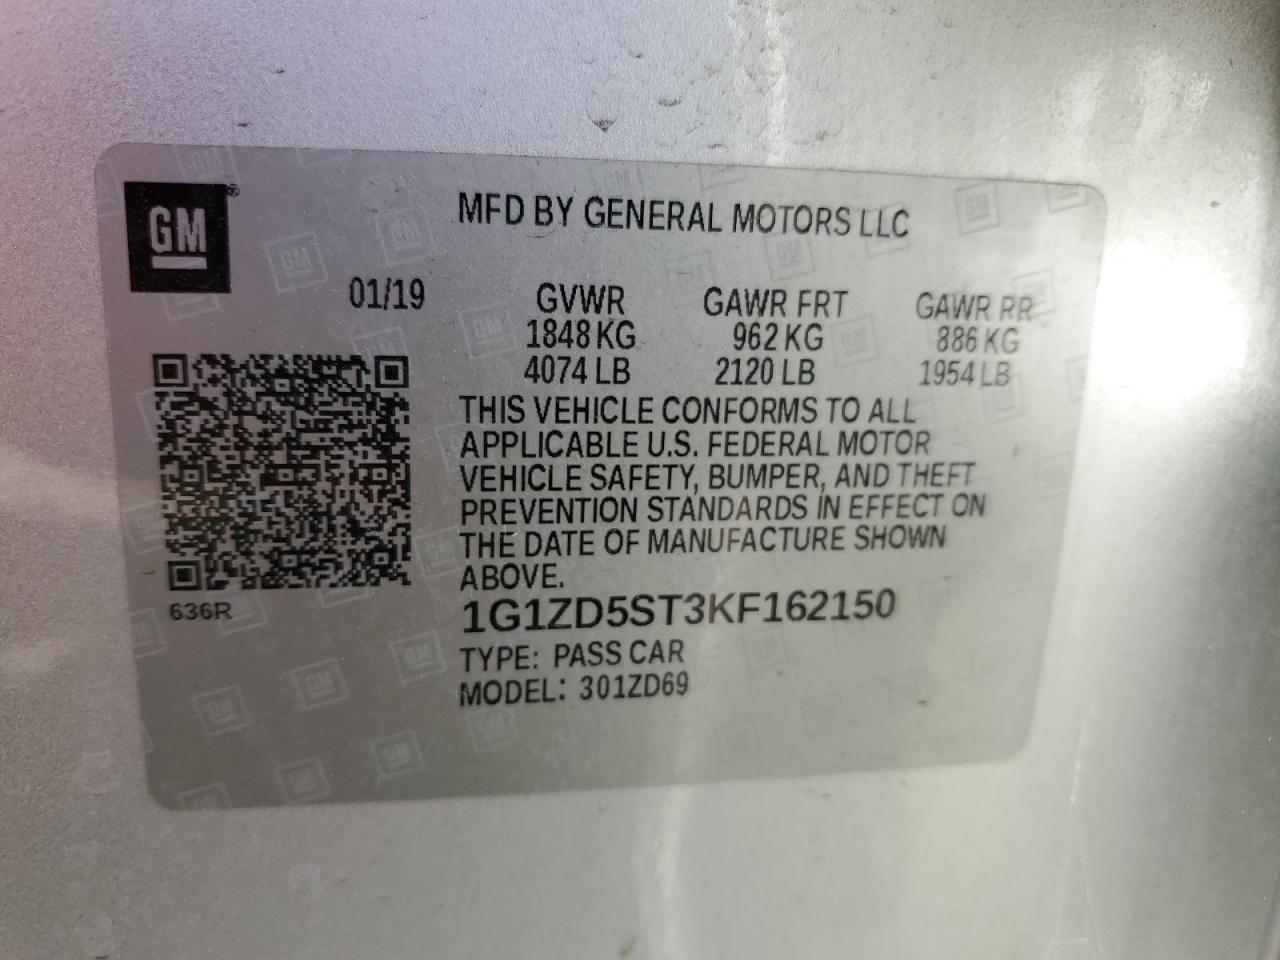 GM®
MFD BY GENERAL MOTORS LLC
01/19
GVWR GAWR FRT GAWR RR
1848 KG 962 KG 886 KG
4074 LB 2120 LB 1954 LB
THIS VEHICLE CONFORMS TO ALL
APPLICABLE U.S. FEDERAL MOTOR
VEHICLE SAFETY, BUMPER, AND THEFT
PREVENTION STANDARDS IN EFFECT ON
THE DATE OF MANUFACTURE SHOWN
ABOVE.
636R
1G1ZD5ST3KF162150
TYPE: PASS CAR
MODEL: 301ZD69